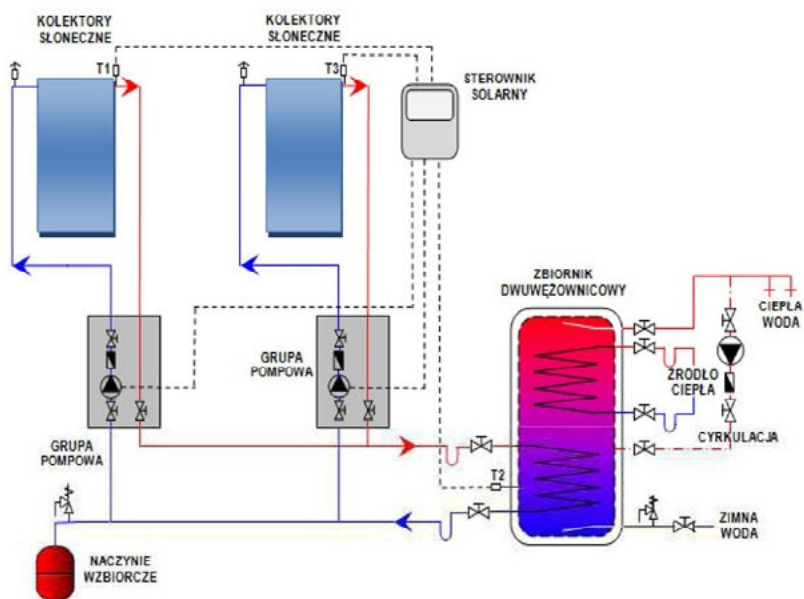 KOLEKTORY
SŁONECZNE
KOLEKTORY
SŁONECZNE
T1
T3
STEROWNIK
SOLARNY
ZBIORNIK
DWUWĘŻOWNICOWY
CIEPŁA
WODA
GRUPA
POMPOWA
ŹRÓDŁO
CIEPŁA
GRUPA
POMPOWA
CYRKULACJA
T2
ZIMNA
WODA
NACZYNIE
WZBIORCZE